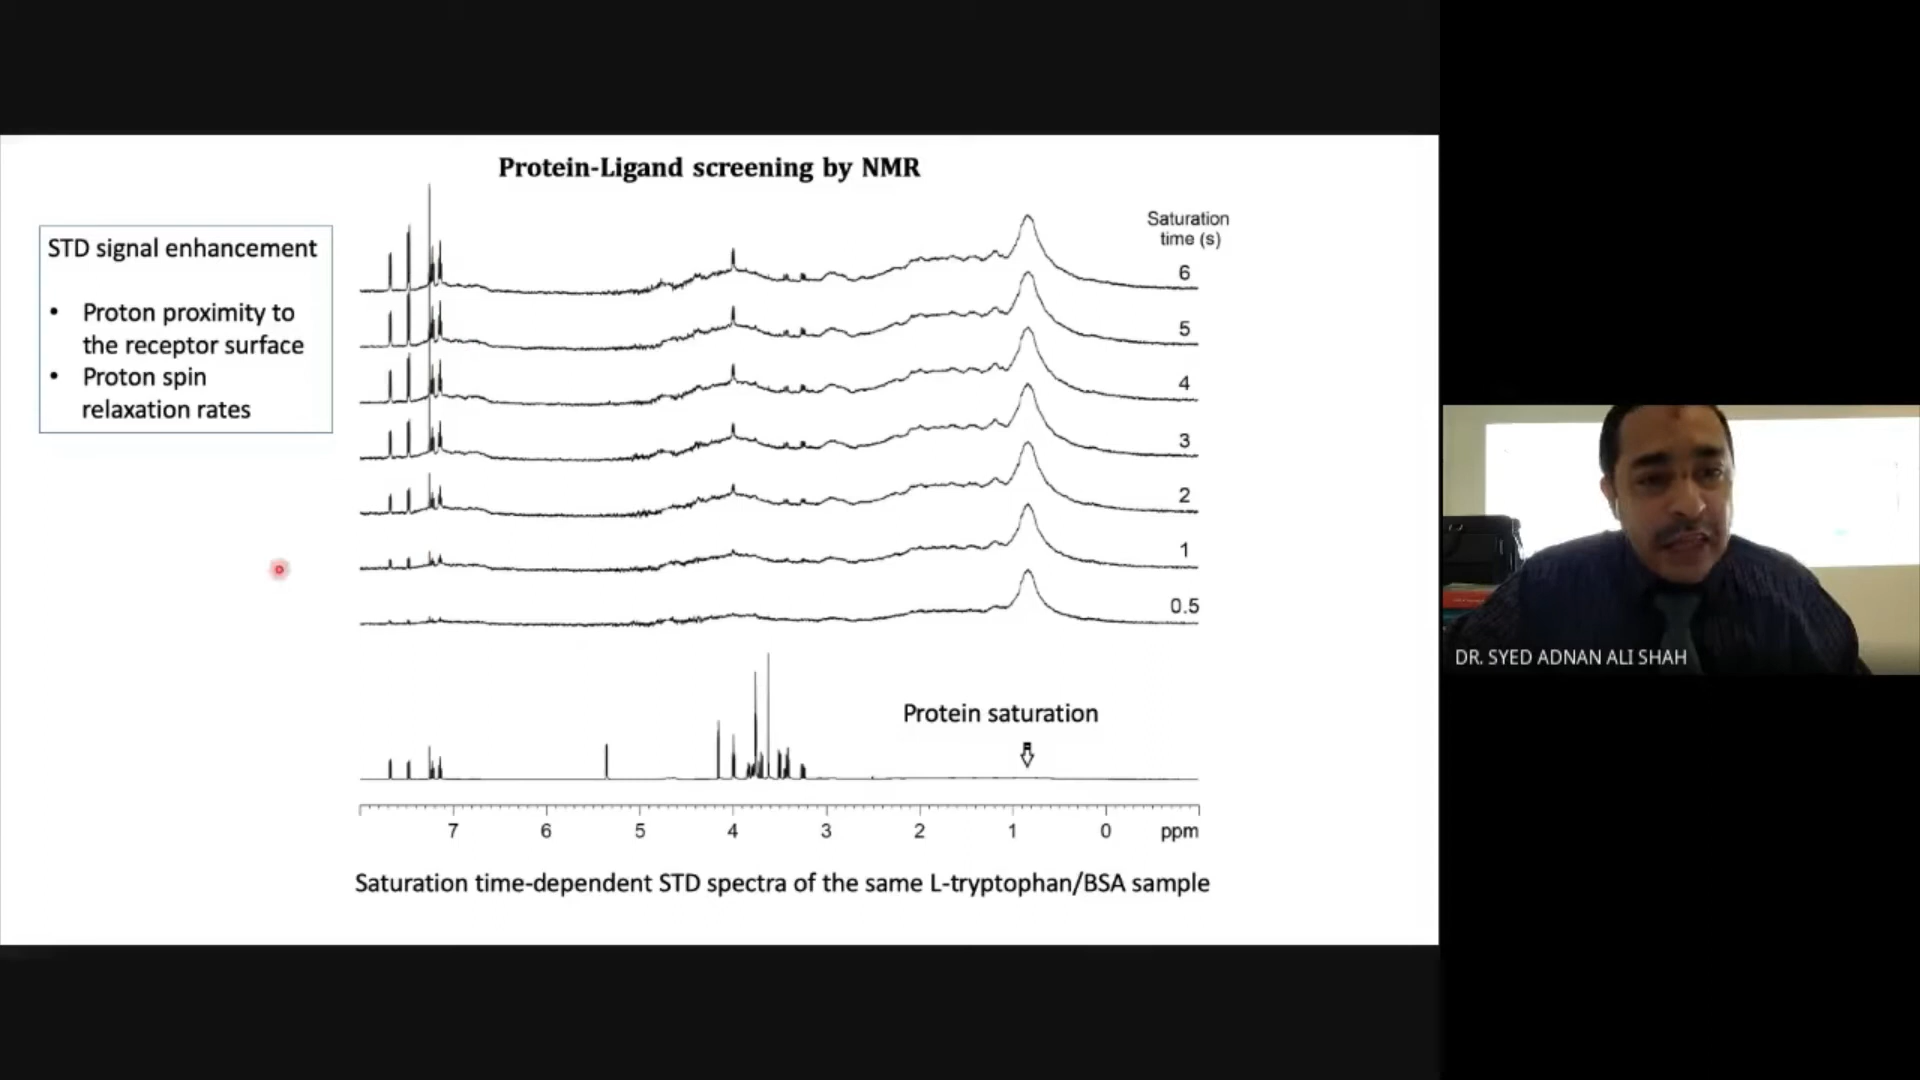 Protein-Ligand screening by NMR
STD signal enhancement
• Proton proximity to
the receptor surface
• Proton spin
relaxation rates
Saturation
time (s)
6
5
4
3
2
1
0.5
Protein saturation
7 6 5 4 3 2 1 0 ppm
Saturation time-dependent STD spectra of the same L-tryptophan/BSA sample
DR. SYED ADNAN ALI SHAH